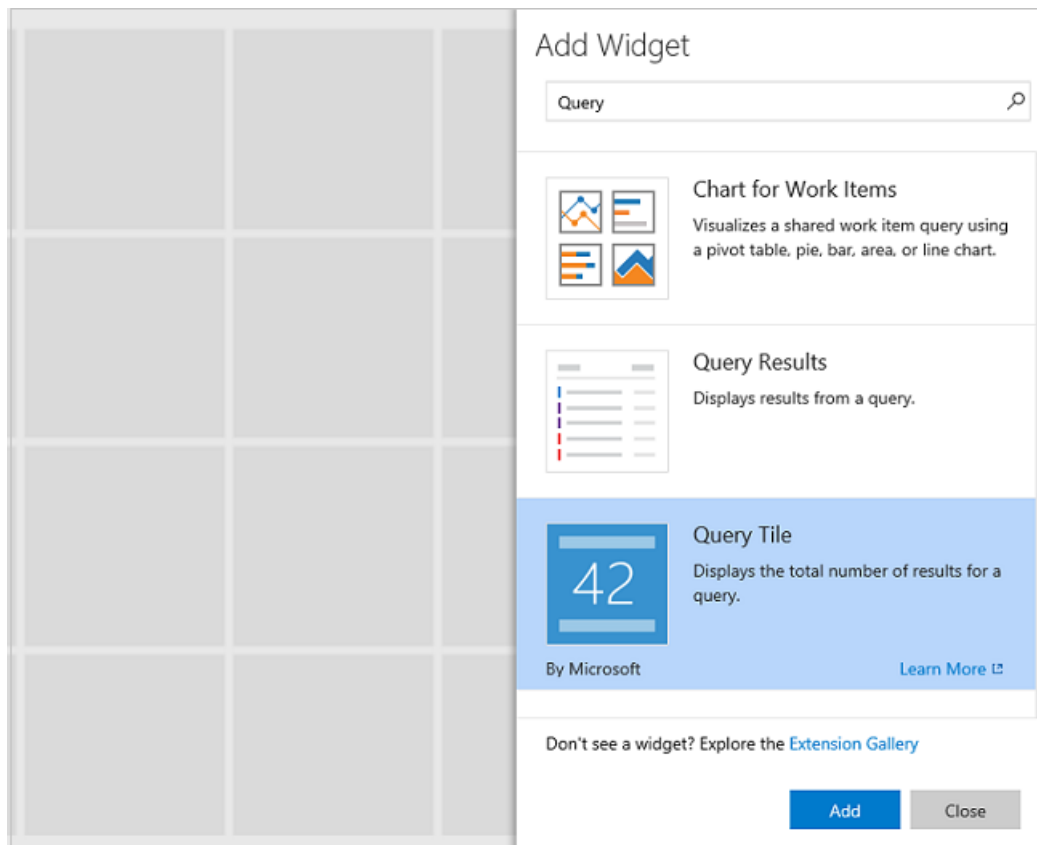 Add Widget
Query
Chart for Work Items
Visualizes a shared work item query using
a pivot table, pie, bar, area, or line chart.
Query Results
Displays results from a query.
Query Tile
42
Displays the total number of results for a
query.
By Microsoft
Learn More
Don't see a widget? Explore the Extension Gallery
Add
Close